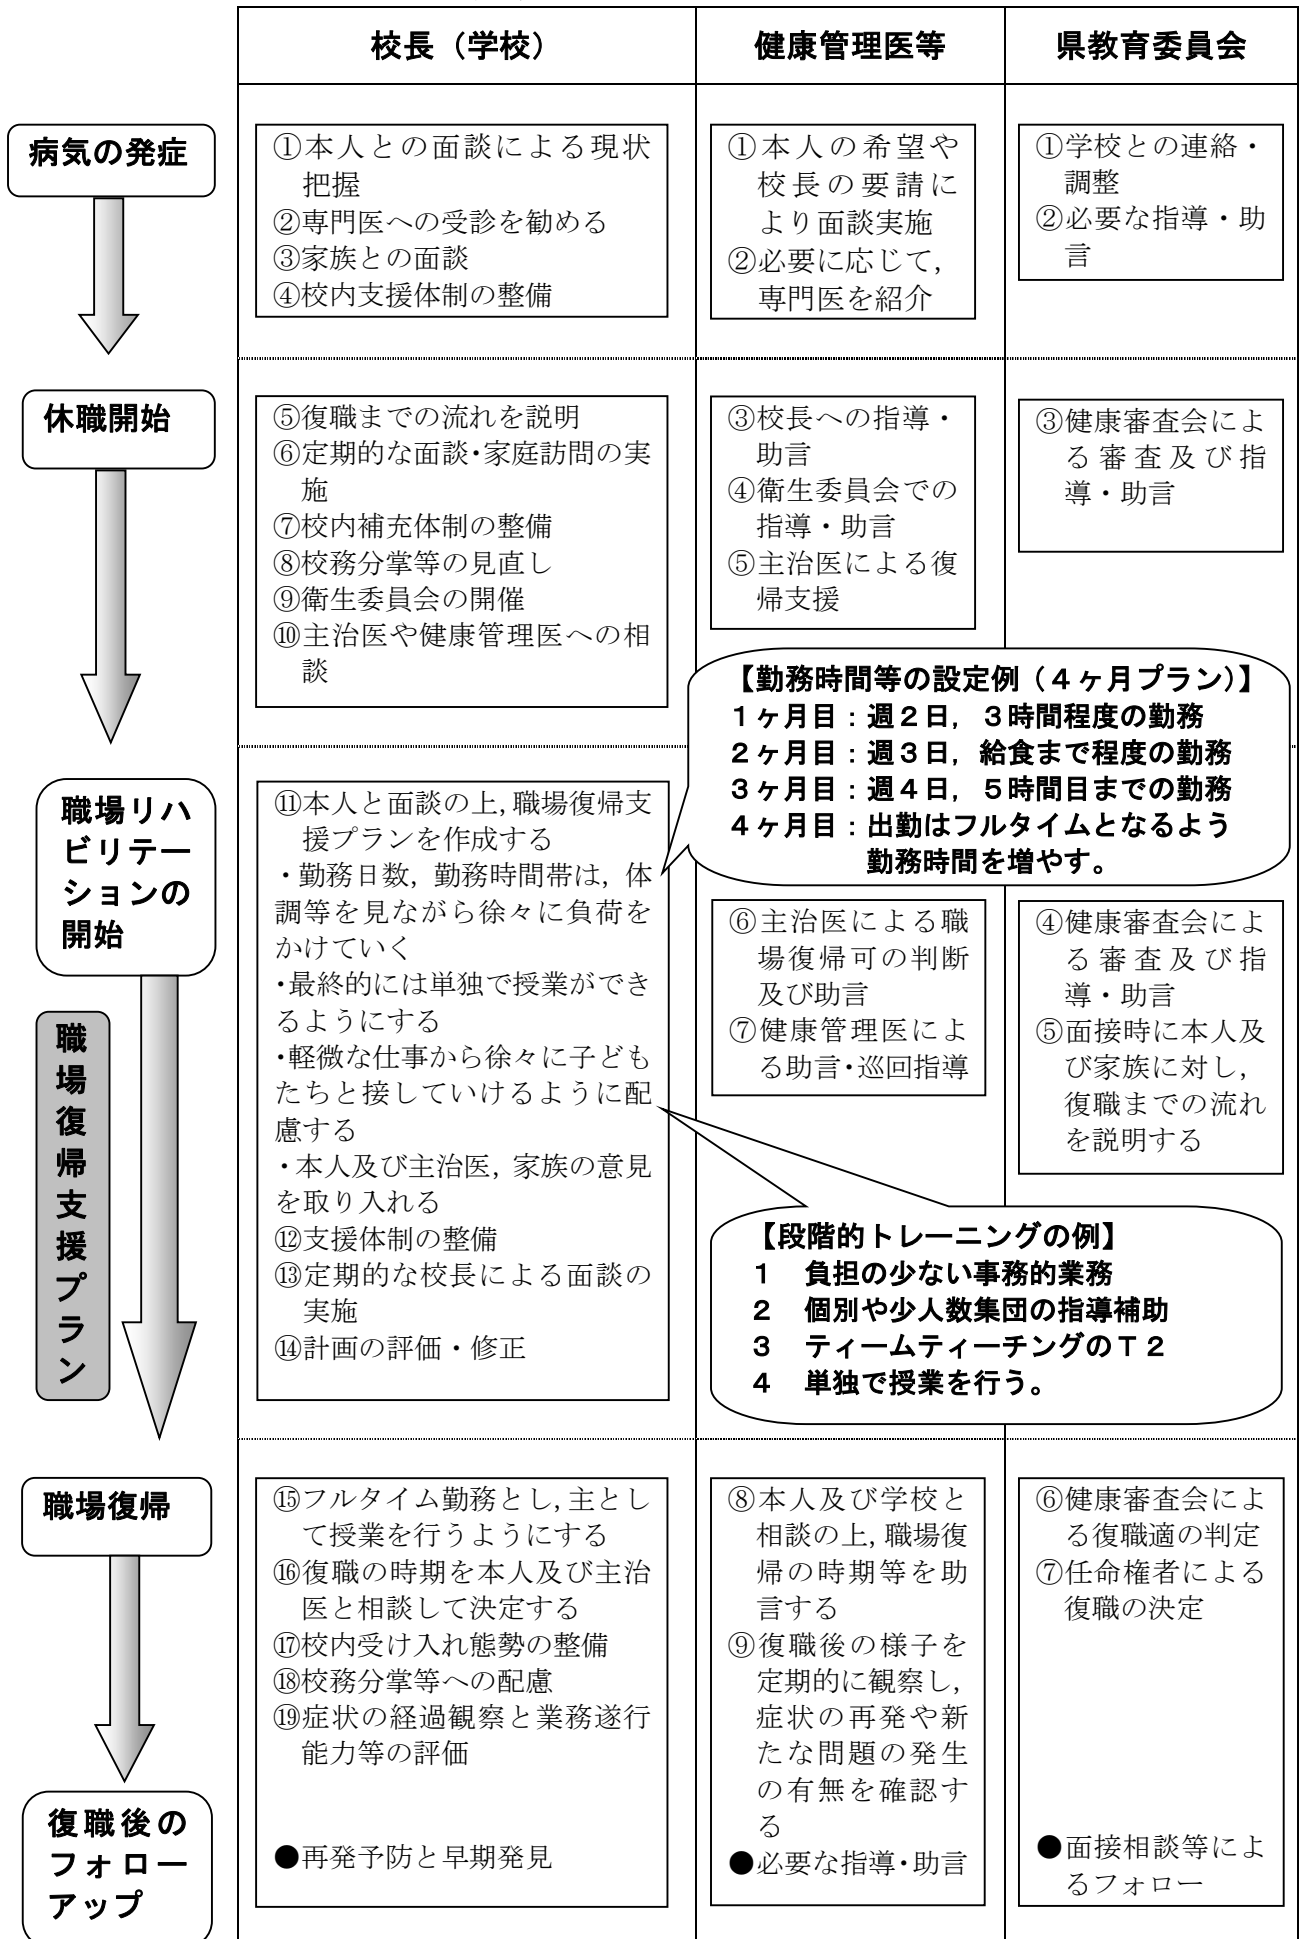 校長（学校）
健康管理医等
県教育委員会
病気の発症
①本人との面談による現状
把握
②専門医への受診を勧める
③家族との面談
④校内支援体制の整備
①本人の希望や
校長の要請に
より面談実施
②必要に応じて，
専門医を紹介
①学校との連絡・
調整
②必要な指導・助
言
休職開始
⑤復職までの流れを説明
⑥定期的な面談・家庭訪問の実
施
⑦校内補充体制の整備
⑧校務分掌等の見直し
⑨衛生委員会の開催
⑩主治医や健康管理医への相
談
③校長への指導・
助言
④衛生委員会での
指導・助言
⑤主治医による復
帰支援
③健康審査会によ
る審査及び指
導・助言
【勤務時間等の設定例（４ヶ月プラン）】
１ヶ月目：週２日，３時間程度の勤務
２ヶ月目：週３日，給食まで程度の勤務
３ヶ月目：週４日，５時間目までの勤務
４ヶ月目：出勤はフルタイムとなるよう
勤務時間を増やす。
職場リハ
ビリテー
ションの
開始
職場復帰支援プラン
⑪本人と面談の上，職場復帰支
援プランを作成する
・勤務日数，勤務時間帯は，体
調等を見ながら徐々に負荷を
かけていく
・最終的には単独で授業ができ
るようにする
・軽微な仕事から徐々に子ども
たちと接していけるように配
慮する
・本人及び主治医，家族の意見
を取り入れる
⑫支援体制の整備
⑬定期的な校長による面談の
実施
⑭計画の評価・修正
⑥主治医による職
場復帰可の判断
及び助言
⑦健康管理医によ
る助言・巡回指導
④健康審査会によ
る審査及び指
導・助言
⑤面接時に本人及
び家族に対し，
復職までの流れ
を説明する
【段階的トレーニングの例】
１　負担の少ない事務的業務
２　個別や少人数集団の指導補助
３　ティームティーチングのＴ２
４　単独で授業を行う。
職場復帰
⑮フルタイム勤務とし，主とし
て授業を行うようにする
⑯復職の時期を本人及び主治
医と相談して決定する
⑰校内受け入れ態勢の整備
⑱校務分掌等への配慮
⑲症状の経過観察と業務遂行
能力等の評価
●再発予防と早期発見
⑧本人及び学校と
相談の上，職場復
帰の時期等を助
言する
⑨復職後の様子を
定期的に観察し，
症状の再発や新
たな問題の発生
の有無を確認す
る
●必要な指導・助言
⑥健康審査会によ
る復職適の判定
⑦任命権者による
復職の決定
●面接相談等によ
るフォロー
復職後の
フォロー
アップ